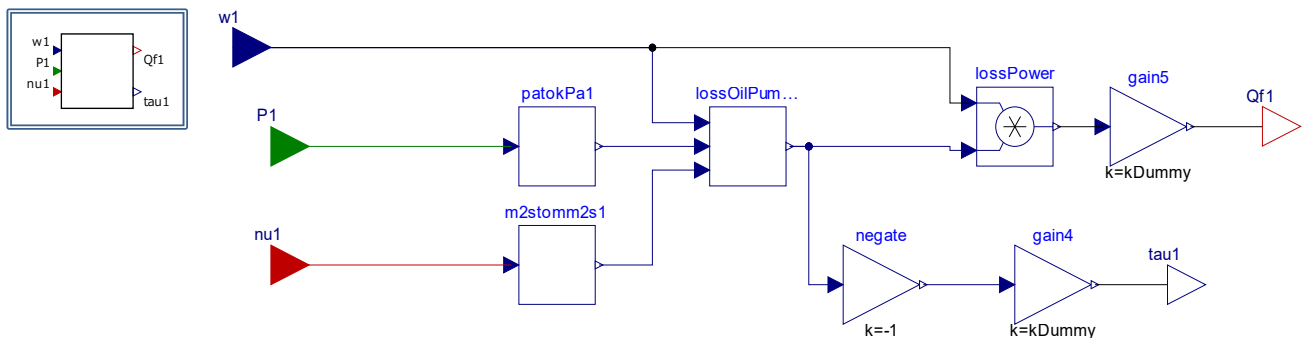 w1
P1
nu1
Qf1
tau1
w1
P1
nu1
patokPa1
m2stomm2s1
lossOilPum...
lossPower
gain5
k=kDummy
Qf1
negate
k=-1
gain4
k=kDummy
tau1